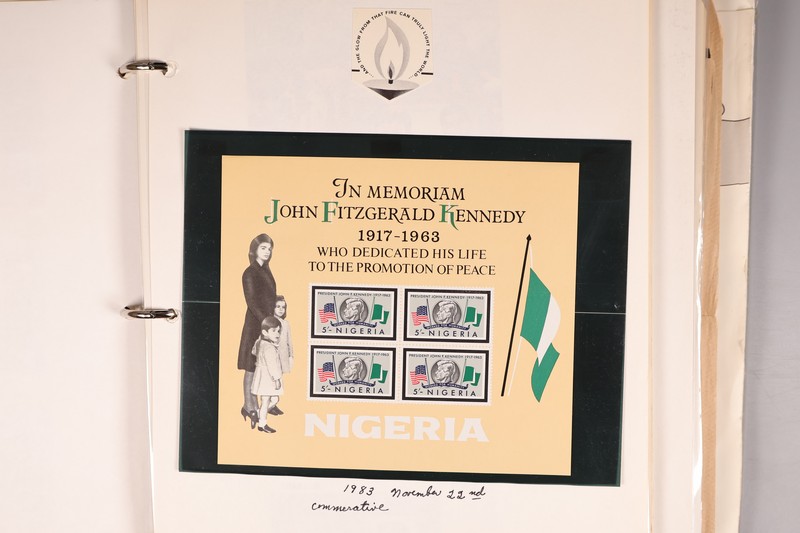 AND THE GLOW FROM THAT FIRE CAN TRULY LIGHT THE WORLD
IN MEMORIAM
JOHN FITZGERALD KENNEDY
1917-1963
WHO DEDICATED HIS LIFE
TO THE PROMOTION OF PEACE
PRESIDENT JOHN F. KENNEDY 1917-1963
5/- NIGERIA
PRESIDENT JOHN F. KENNEDY 1917-1963
5/- NIGERIA
PRESIDENT JOHN F. KENNEDY 1917-1963
5/- NIGERIA
PRESIDENT JOHN F. KENNEDY 1917-1963
5/- NIGERIA
NIGERIA
1983 November 22nd
commerative